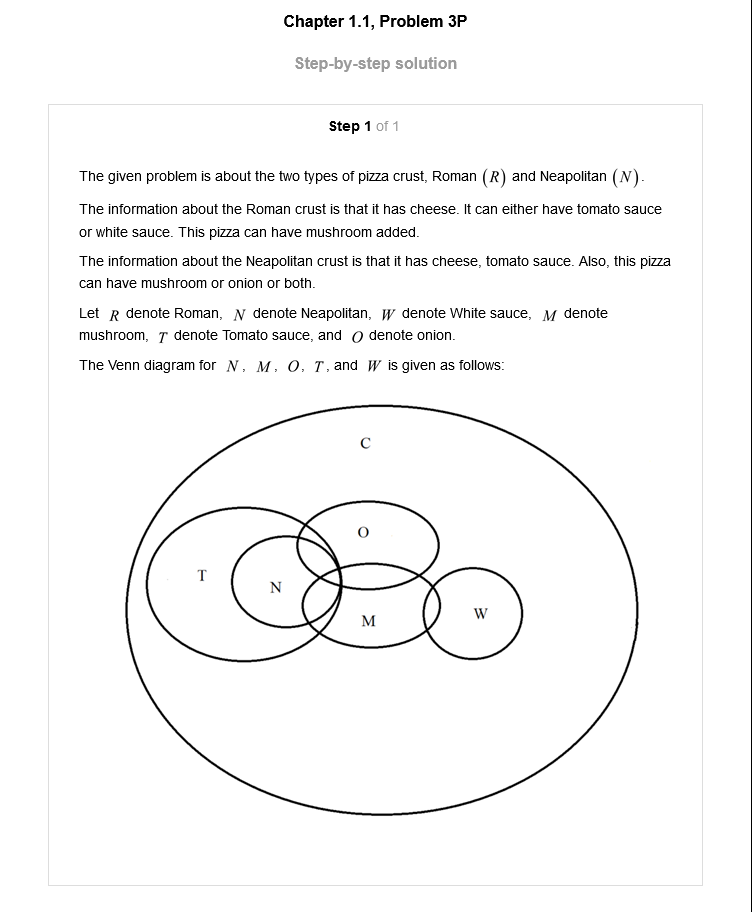 Chapter 1.1, Problem 3P
Step-by-step solution
Step 1 of 1
The given problem is about the two types of pizza crust, Roman (R) and Neapolitan (N).
The information about the Roman crust is that it has cheese. It can either have tomato sauce
or white sauce. This pizza can have mushroom added.
The information about the Neapolitan crust is that it has cheese, tomato sauce. Also, this pizza
can have mushroom or onion or both.
Let R denote Roman, N denote Neapolitan, W denote White sauce, M denote
mushroom, T denote Tomato sauce, and O denote onion.
The Venn diagram for N, M, O, T, and W is given as follows:
C
O
T
N
M
W